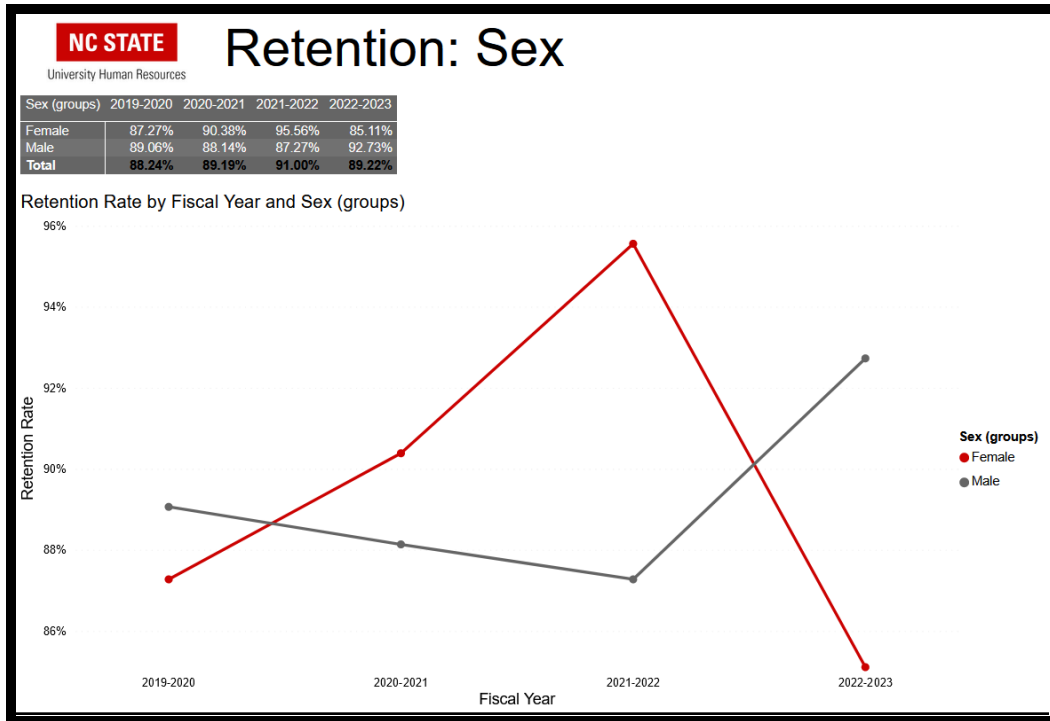 NC STATE
University Human Resources
Retention: Sex
Sex (groups) 2019-2020 2020-2021 2021-2022 2022-2023
Female 87.27% 90.38% 95.56% 85.11%
Male 89.06% 88.14% 87.27% 92.73%
Total 88.24% 89.19% 91.00% 89.22%
Retention Rate by Fiscal Year and Sex (groups)
96%
94%
92%
90%
88%
86%
Retention Rate
2019-2020 2020-2021 2021-2022 2022-2023
Fiscal Year
Sex (groups)
Female
Male